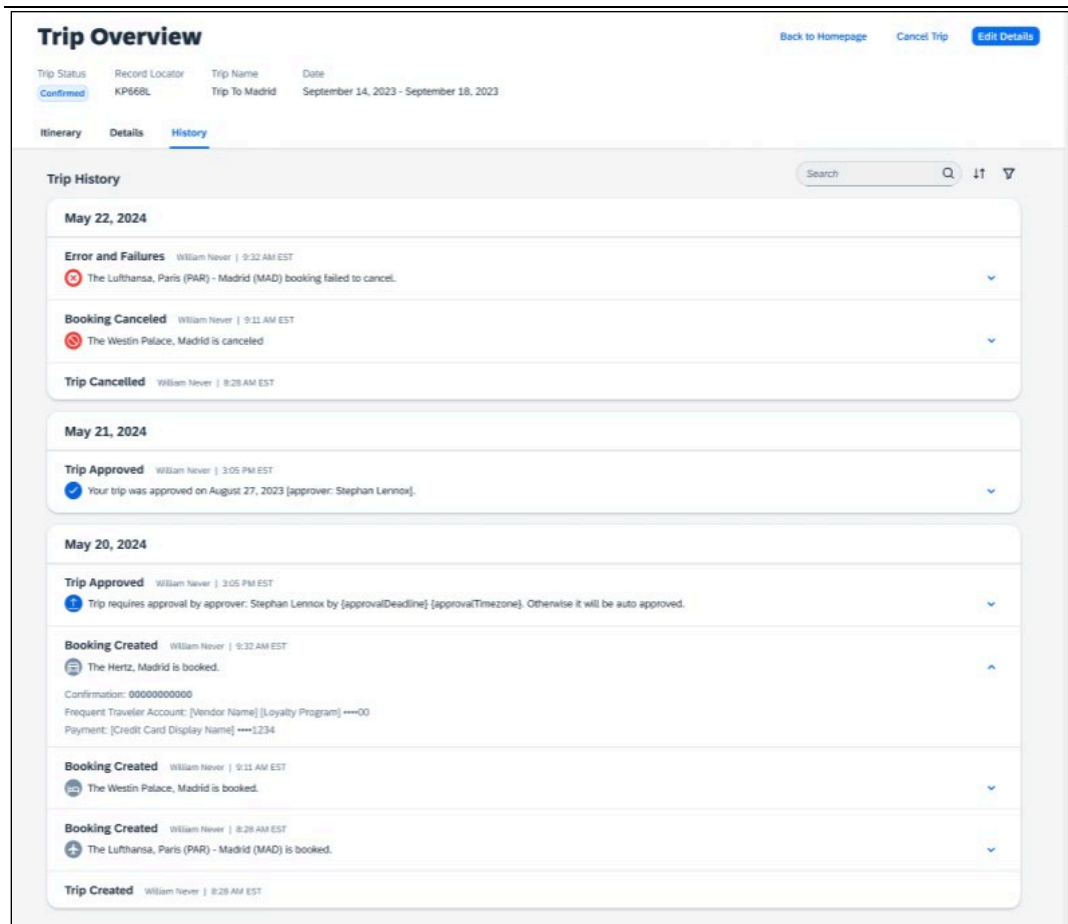 Trip Overview
Back to Homepage Cancel Trip Edit Details
Trip Status Record Locator Trip Name Date
Confirmed KP668L Trip To Madrid September 14, 2023 - September 18, 2023
Itinerary Details History
Trip History
Search
May 22, 2024
Error and Failures William Never | 9:32 AM EST
The Lufthansa, Paris (PAR) - Madrid (MAD) booking failed to cancel.
Booking Canceled William Never | 9:11 AM EST
The Westin Palace, Madrid is canceled
Trip Cancelled William Never | 8:28 AM EST
May 21, 2024
Trip Approved William Never | 3:05 PM EST
Your trip was approved on August 27, 2023 [approver: Stephan Lennox].
May 20, 2024
Trip Approved William Never | 3:05 PM EST
Trip requires approval by approver: Stephan Lennox by {approvalDeadline} {approvalTimezone}. Otherwise it will be auto approved.
Booking Created William Never | 9:32 AM EST
The Hertz, Madrid is booked.
Confirmation: 00000000000
Frequent Traveler Account: [Vendor Name] [Loyalty Program] ••••00
Payment: [Credit Card Display Name] ••••1234
Booking Created William Never | 9:11 AM EST
The Westin Palace, Madrid is booked.
Booking Created William Never | 8:28 AM EST
The Lufthansa, Paris (PAR) - Madrid (MAD) is booked.
Trip Created William Never | 8:28 AM EST